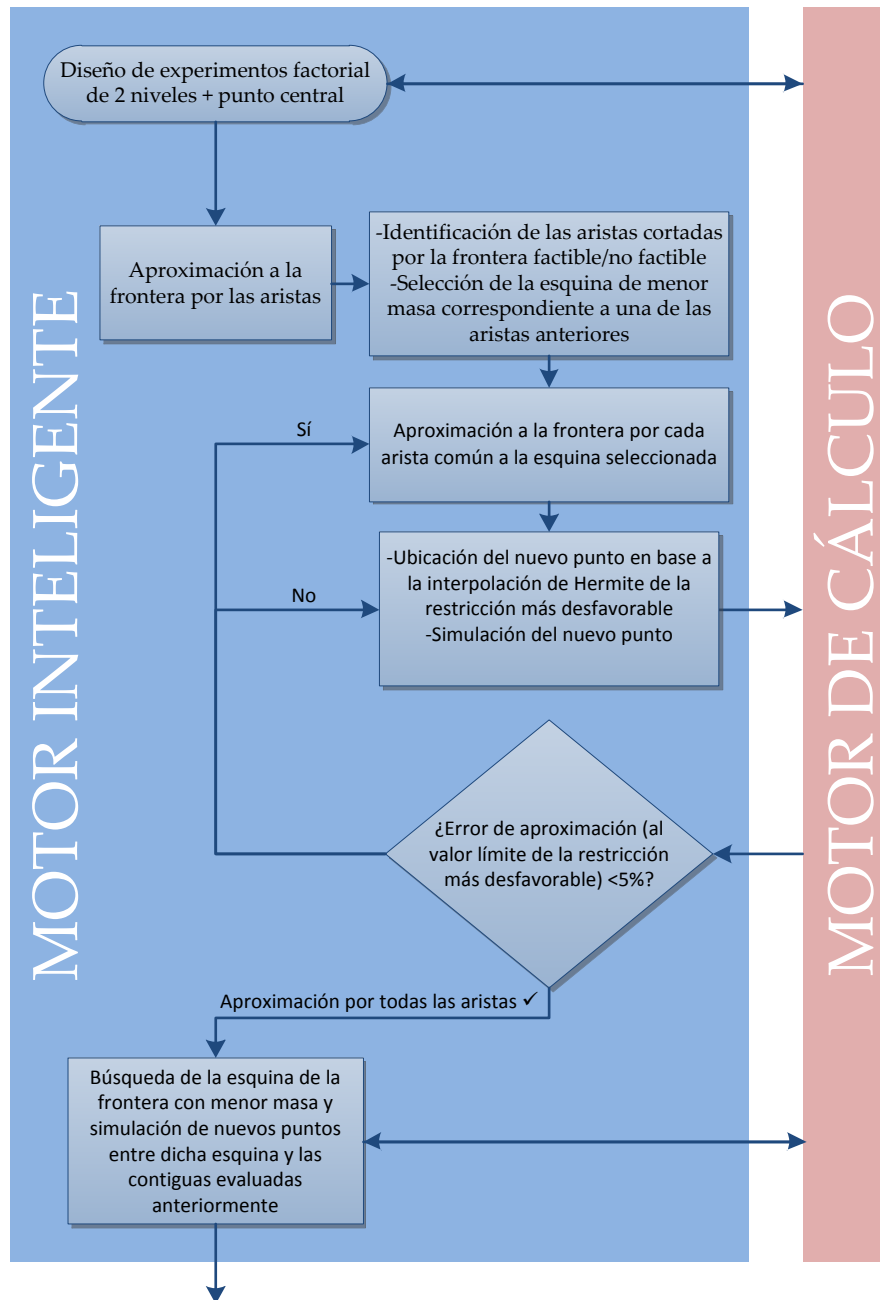 Diseño de experimentos factorial
de 2 niveles + punto central
Aproximación a la
frontera por las aristas
-Identificación de las aristas cortadas
por la frontera factible/no factible
-Selección de la esquina de menor
masa correspondiente a una de las
aristas anteriores
Sí
Aproximación a la frontera por cada
arista común a la esquina seleccionada
No
-Ubicación del nuevo punto en base a
la interpolación de Hermite de la
restricción más desfavorable
-Simulación del nuevo punto
¿Error de aproximación (al
valor límite de la restricción
más desfavorable) <5%?
Aproximación por todas las aristas ✓
Búsqueda de la esquina de la
frontera con menor masa y
simulación de nuevos puntos
entre dicha esquina y las
contiguas evaluadas
anteriormente
MOTOR INTELIGENTE
MOTOR DE CÁLCULO